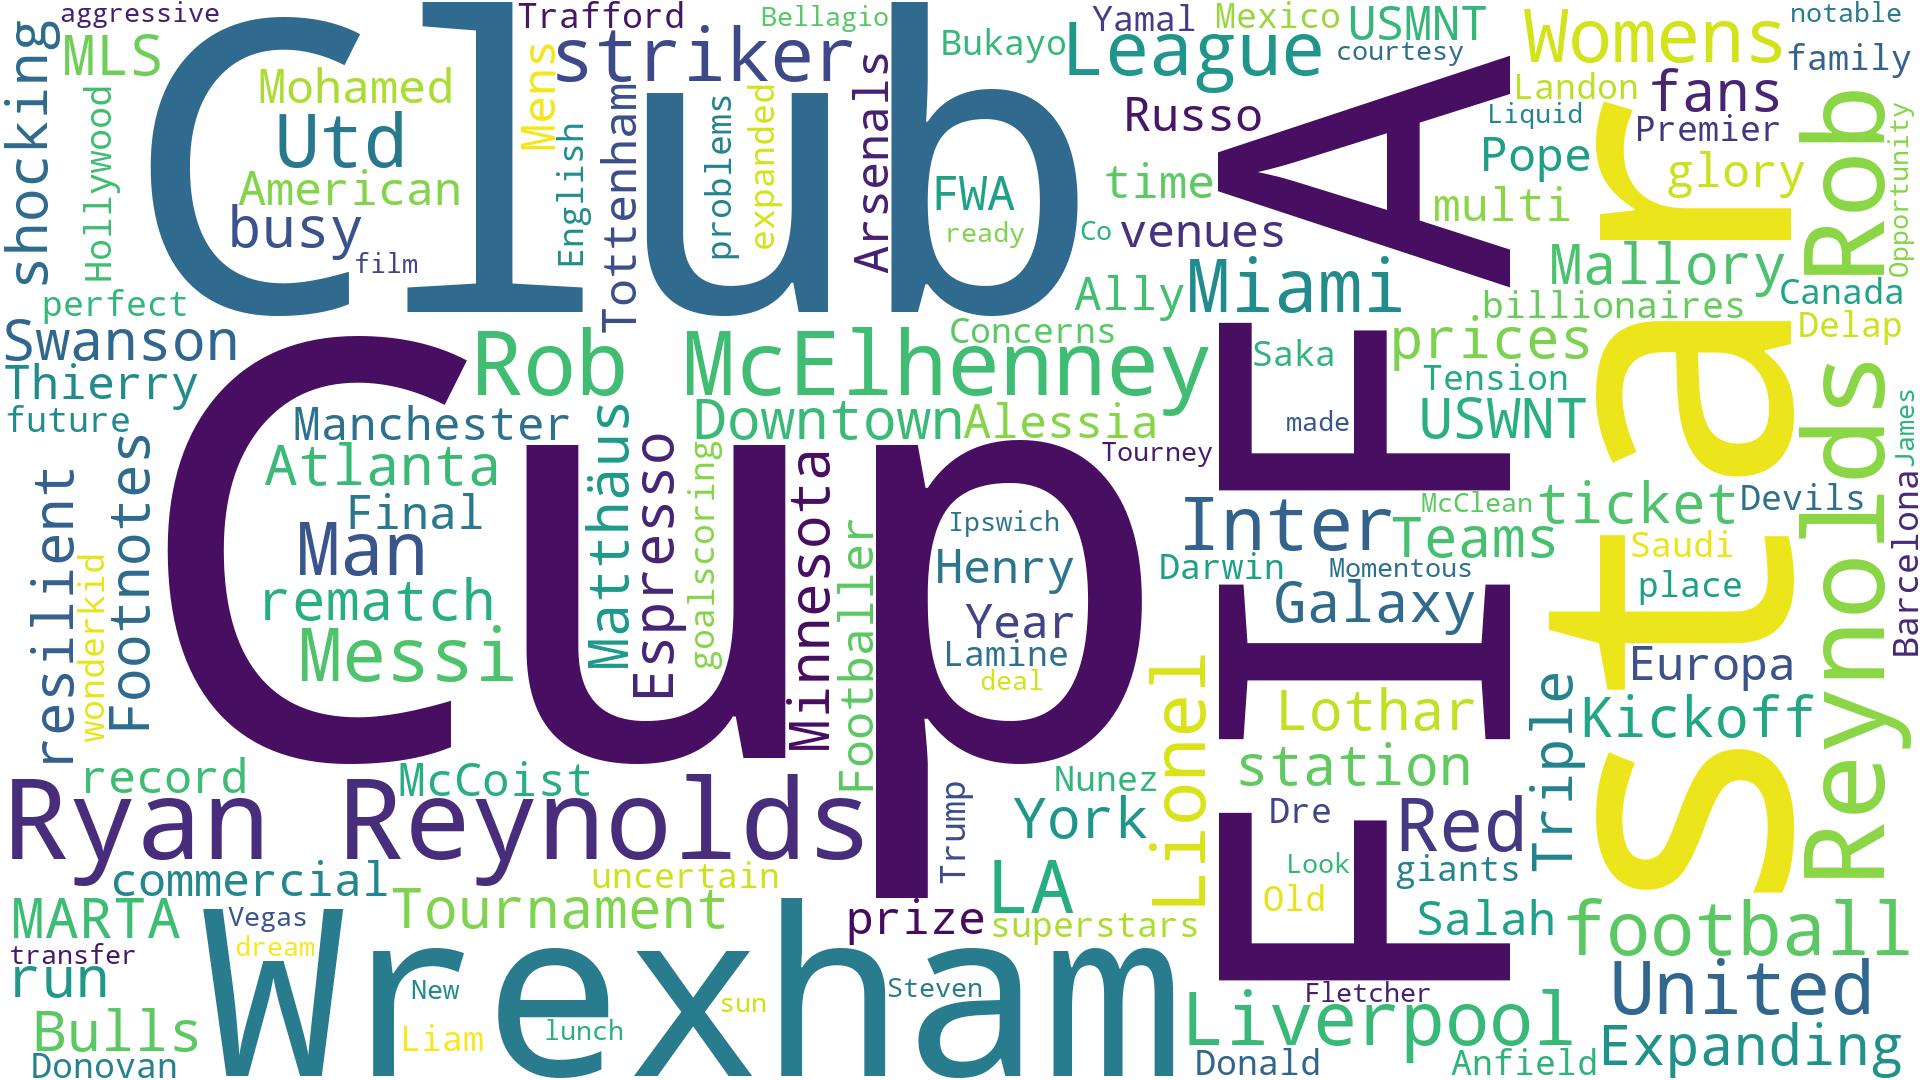 aggressive
Trafford
Bellagio
Yamal
Mexico
USMNT
Womens
notable
shocking
MLS
Club
striker
Bukayo
League
courtesy
family
Mohamed
Mens
Arsenals
FIFA
Landon
fans
Hollywood
Utd
English
Tottenham
problems
expanded
Russo
Liquid
Premier
Rob Reynolds
Opportunity
American
FWA
time
Pope
glory
busy
ready
Co
venues
multi
Star
film
Ally
Miami
Mallory
perfect
billionaires
Canada
Swanson
Rob McElhenney
Concerns
Saka
prices
Delap
Thierry
Cup
Tension
future
Manchester
Matthäus
Downtown
Alessia
made
USWNT
James
Footnotes
Atlanta
Espresso
goalscoring
Minnesota
Tourney
resilient
Final
Footballer
Ipswich
Inter
McClean
ticket
Devils
Barcelona
wonderkid
Man
Henry
Teams
Saudi
rematch
Year
Darwin
Momentous
place
Messi
Lamine
Galaxy
deal
Lionel
Lothar
Europa
Triple
Kickoff
record
McCoist
Nunez
station
Ryan Reynolds
Trump
York
Dre
Red
commercial
uncertain
LA
Look
giants
MARTA
Vegas
Tournament
prize
superstars
Old
Salah
football
transfer
dream
Wrexham
run
New
sun
Steven
Fletcher
United
Bulls
Liam
lunch
Liverpool
Expanding
Donovan
Donald
Anfield